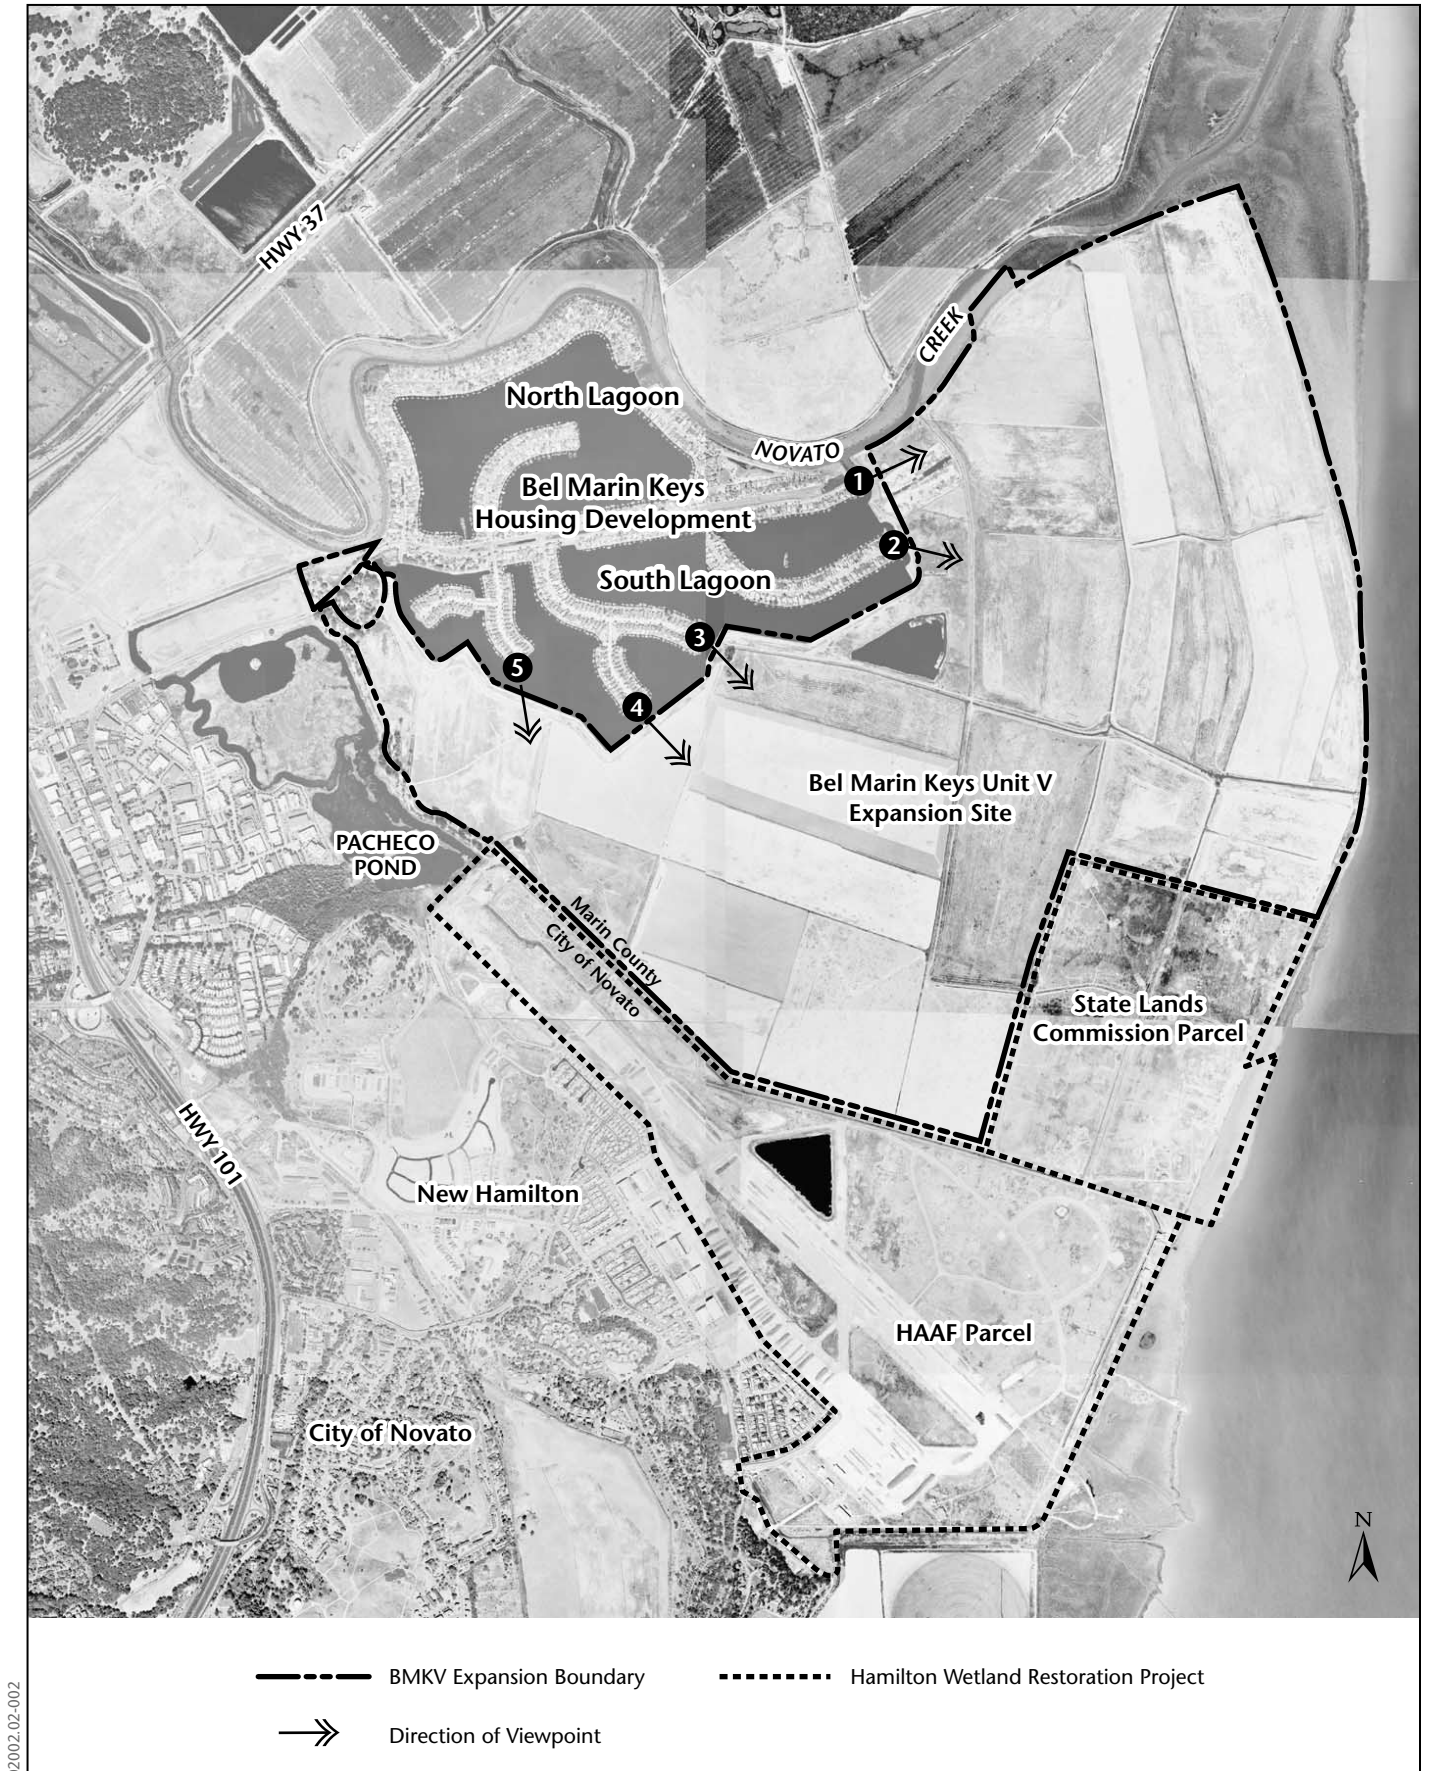 HWY 37
CREEK
North Lagoon
NOVATO
Bel Marin Keys
Housing Development
1
2
South Lagoon
3
5
4
Bel Marin Keys Unit V
Expansion Site
PACHECO
POND
Marin County
City of Novato
State Lands
Commission Parcel
HWY 101
New Hamilton
HAAF Parcel
City of Novato
N
BMKV Expansion Boundary
Hamilton Wetland Restoration Project
Direction of Viewpoint
02002.02-002